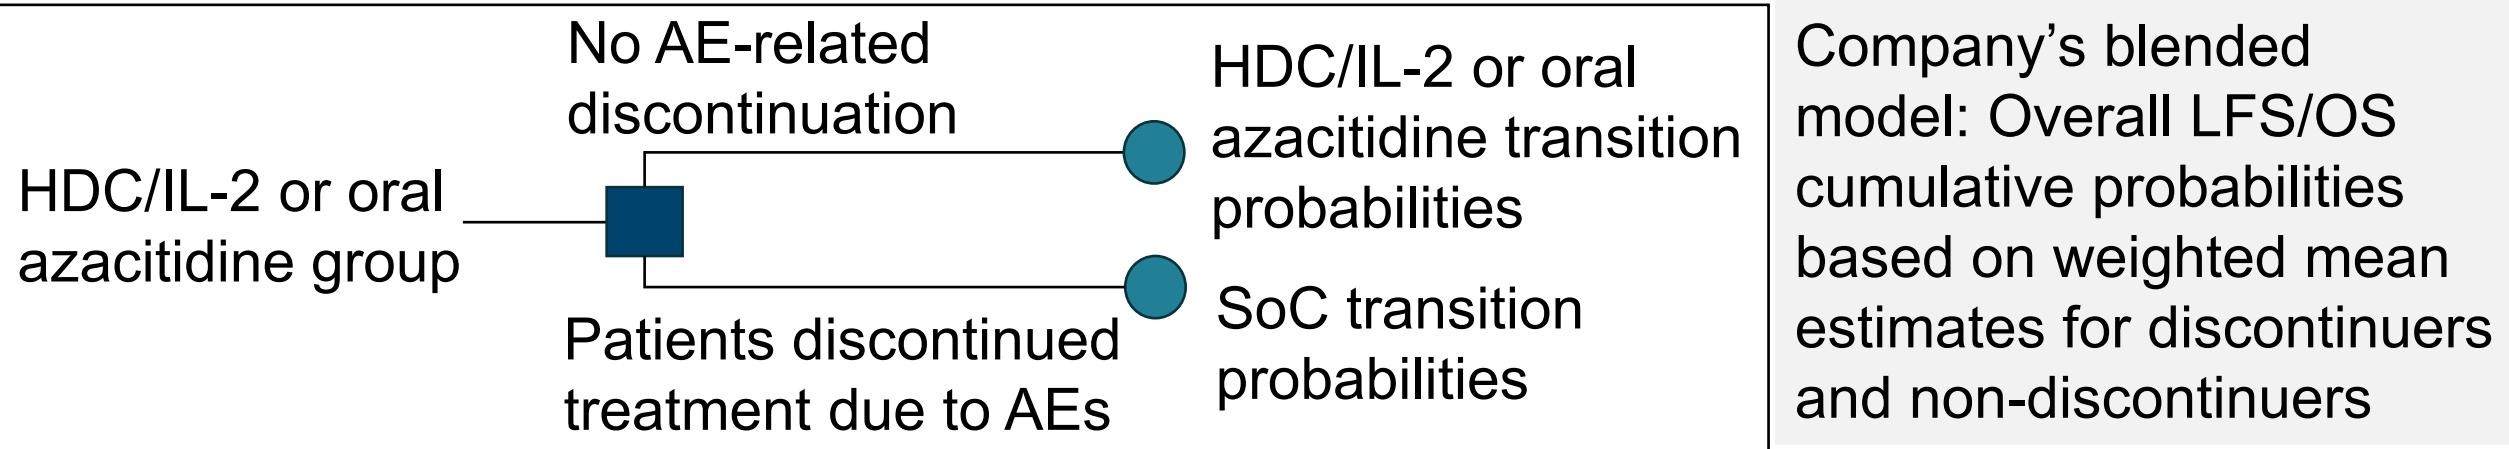 HDC/IL-2 or oral
azacitidine group
No AE-related
discontinuation
Patients discontinued
treatment due to AEs
HDC/IL-2 or oral
azacitidine transition
probabilities
SoC transition
probabilities
Company’s blended
model: Overall LFS/OS
cumulative probabilities
based on weighted mean
estimates for discontinuers
and non-discontinuers